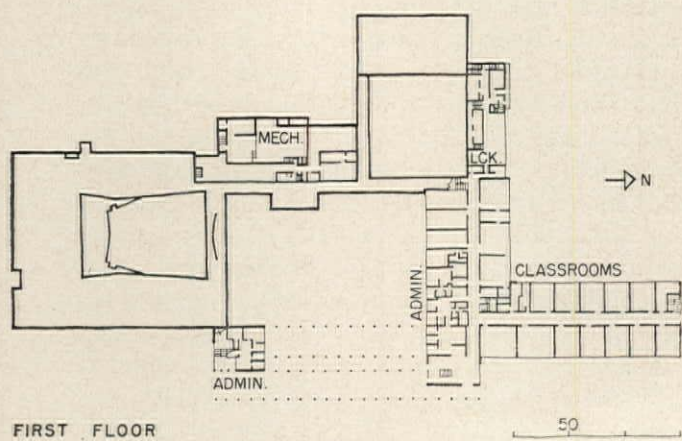 MECH.
LCK.
N
CLASSROOMS
ADMIN.
ADMIN.
FIRST FLOOR
50